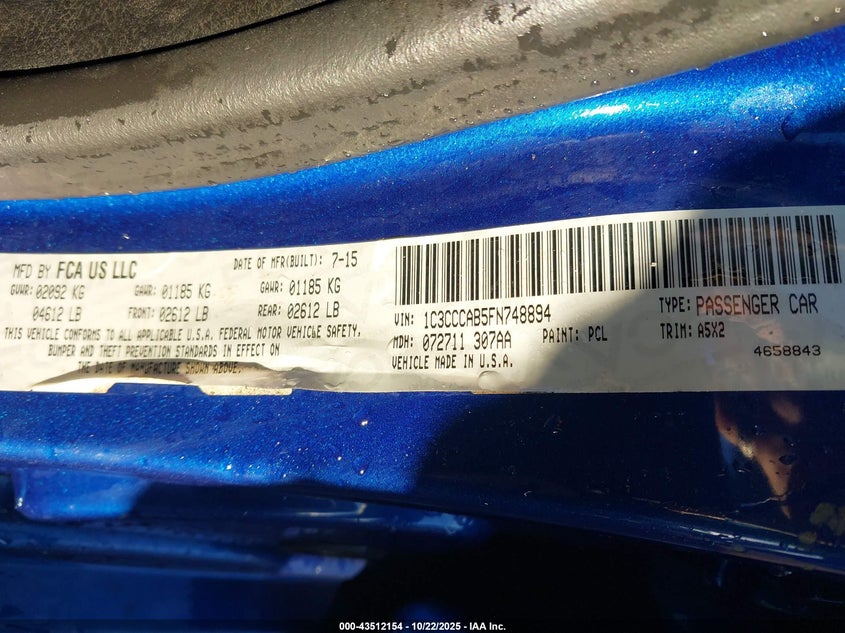 MFD BY FCA US LLC
DATE OF MFR(BUILT): 7-15
GVWR: 02092 KG
GAWR: 01185 KG
GAWR: 01185 KG
04612 LB
FRONT: 02612 LB
REAR: 02612 LB
THIS VEHICLE CONFORMS TO ALL APPLICABLE U.S.A. FEDERAL MOTOR VEHICLE SAFETY,
BUMPER AND THEFT PREVENTION STANDARDS IN EFFECT ON
THE DATE OF MANUFACTURE SHOWN ABOVE.
VIN: 1C3CCCAB5FN748894
TYPE: PASSENGER CAR
MDH: 072711 307AA
PAINT: PCL
TRIM: A5X2
VEHICLE MADE IN U.S.A.
4658843
000-43512154 - 10/22/2025 - IAA Inc.